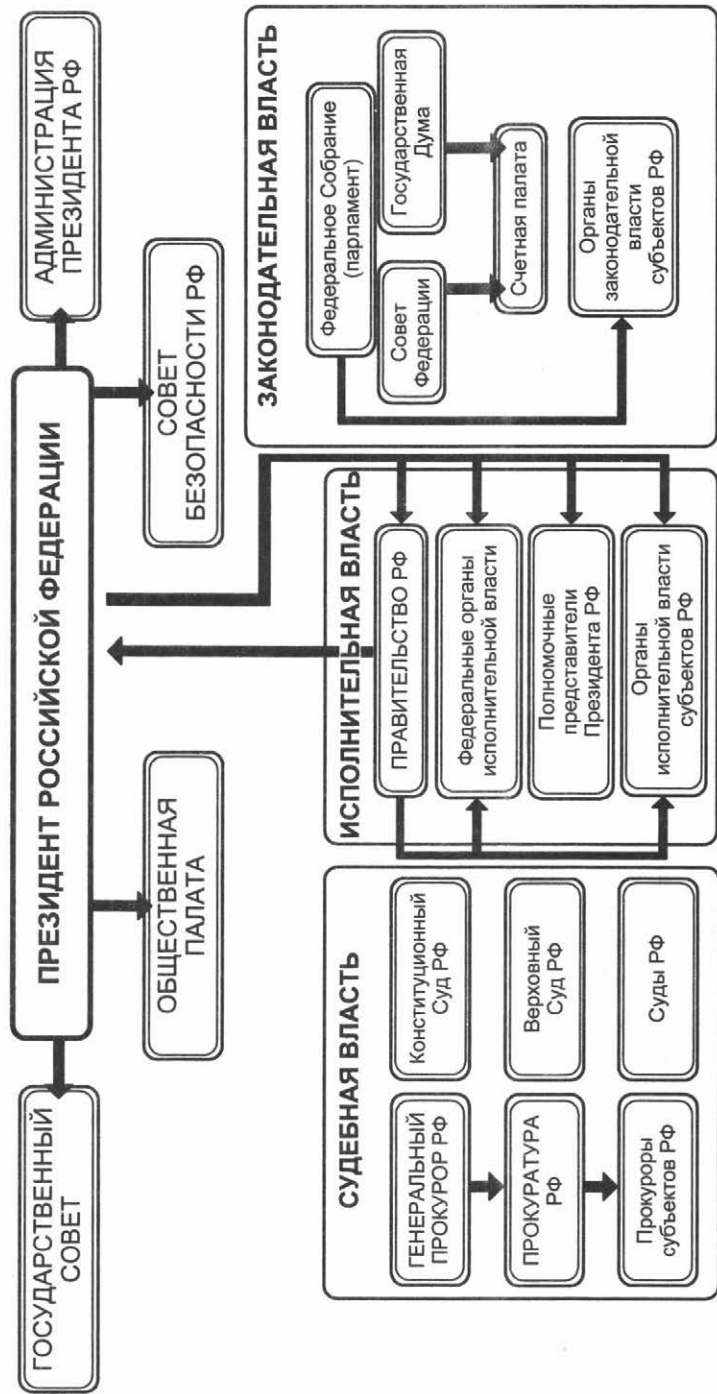 ПРЕЗИДЕНТ РОССИЙСКОЙ ФЕДЕРАЦИИ
ГОСУДАРСТВЕННЫЙ
СОВЕТ
ОБЩЕСТВЕННАЯ
ПАЛАТА
СОВЕТ
БЕЗОПАСНОСТИ РФ
АДМИНИСТРАЦИЯ
ПРЕЗИДЕНТА РФ
СУДЕБНАЯ ВЛАСТЬ
ГЕНЕРАЛЬНЫЙ
ПРОКУРОР РФ
ПРОКУРАТУРА
РФ
Прокуроры
субъектов РФ
Конституционный
Суд РФ
Верховный
Суд РФ
Суды РФ
ИСПОЛНИТЕЛЬНАЯ ВЛАСТЬ
ПРАВИТЕЛЬСТВО РФ
Федеральные органы
исполнительной власти
Полномочные
представители
Президента РФ
Органы
исполнительной власти
субъектов РФ
ЗАКОНОДАТЕЛЬНАЯ ВЛАСТЬ
Федеральное Собрание
(парламент)
Совет
Федерации
Государственная
Дума
Счетная палата
Органы
законодательной
власти
субъектов РФ